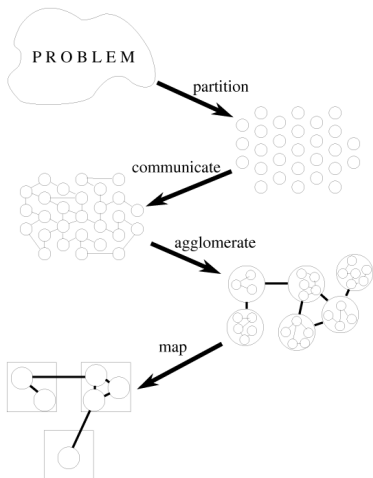 PROBLEM
partition
communicate
agglomerate
map